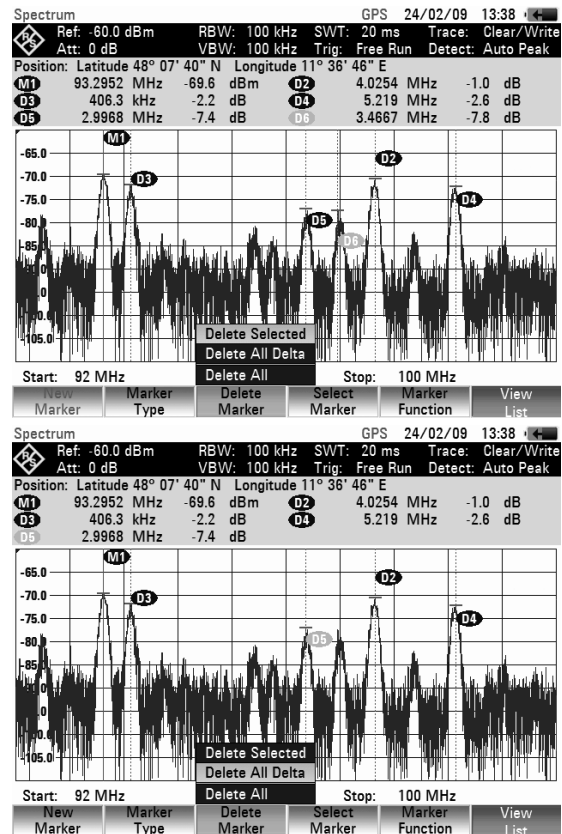 Spectrum GPS 24/02/09 13:38
Ref: -60.0 dBm RBW: 100 kHz SWT: 20 ms Trace: Clear/Write
Att: 0 dB VBW: 100 kHz Trig: Free Run Detect: Auto Peak
Position: Latitude 48° 07' 40" N Longitude 11° 36' 46" E
M1 93.2952 MHz -69.6 dBm D2 4.0254 MHz -1.0 dB
D3 406.3 kHz -2.2 dB D4 5.219 MHz -2.6 dB
D5 2.9968 MHz -7.4 dB D6 3.4667 MHz -7.8 dB
M1
-65.0
D2
-70.0
D3
-75.0
D4
-80.0
D5
D6
-85.0
-105.0
Delete Selected
Delete All Delta
Delete All
Start: 92 MHz Stop: 100 MHz
New Marker Delete Select Marker View
Marker Type Marker Marker Function List
Spectrum GPS 24/02/09 13:38
Ref: -60.0 dBm RBW: 100 kHz SWT: 20 ms Trace: Clear/Write
Att: 0 dB VBW: 100 kHz Trig: Free Run Detect: Auto Peak
Position: Latitude 48° 07' 40" N Longitude 11° 36' 46" E
M1 93.2952 MHz -69.6 dBm D2 4.0254 MHz -1.0 dB
D3 406.3 kHz -2.2 dB D4 5.219 MHz -2.6 dB
D5 2.9968 MHz -7.4 dB
M1
-65.0
D2
-70.0
D3
-75.0
D4
-80.0
D5
-85.0
-105.0
Delete Selected
Delete All Delta
Delete All
Start: 92 MHz Stop: 100 MHz
New Marker Delete Select Marker View
Marker Type Marker Marker Function List